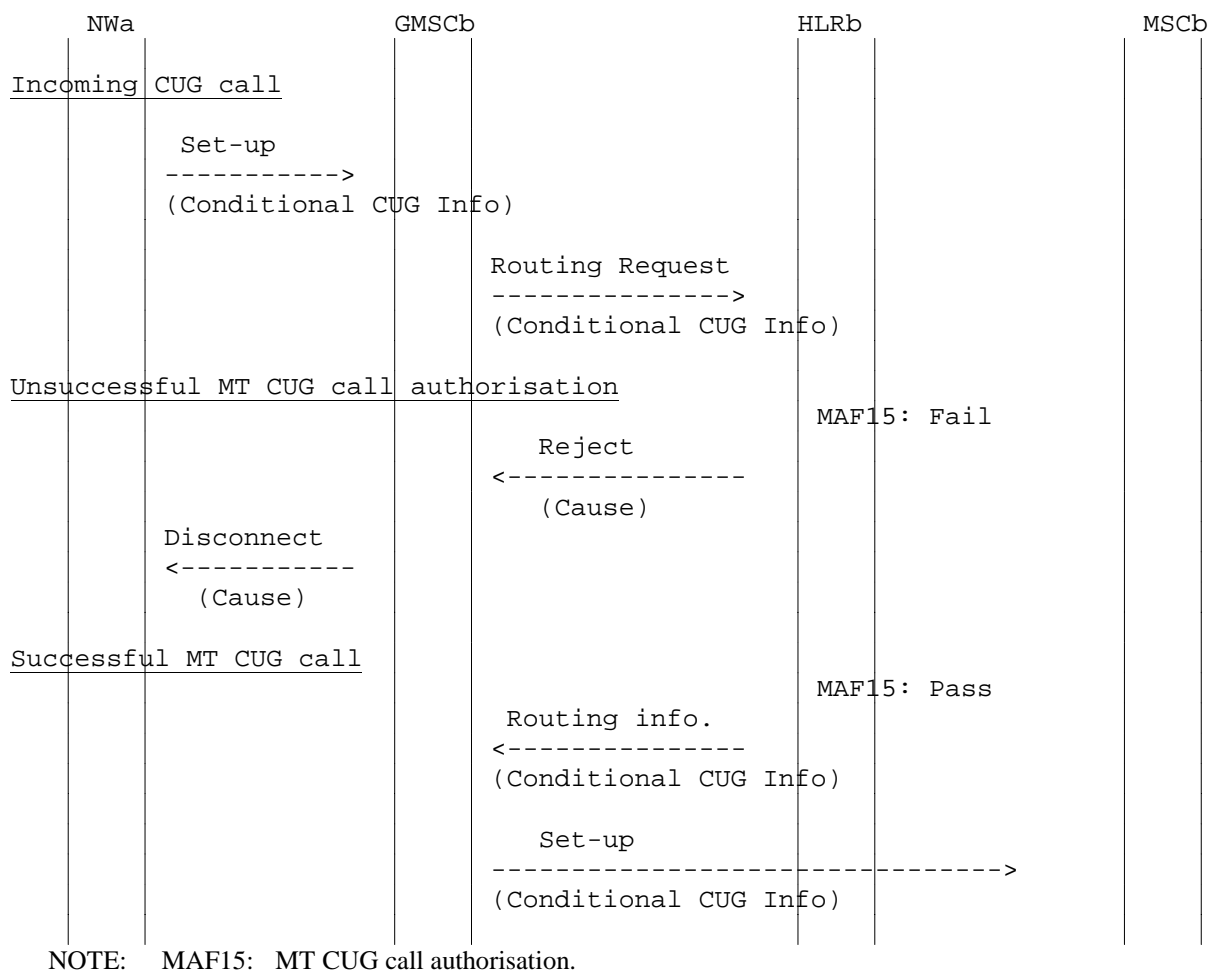 NWa GMSCb HLRb MSCb
Incoming CUG call
Set-up
----------->
(Conditional CUG Info)
Routing Request
--------------->
(Conditional CUG Info)
Unsuccessful MT CUG call authorisation
MAF15: Fail
Reject
<---------------
(Cause)
Disconnect
<-----------
(Cause)
Successful MT CUG call
MAF15: Pass
Routing info.
<---------------
(Conditional CUG Info)
Set-up
-------------------------------->
(Conditional CUG Info)
NOTE: MAF15: MT CUG call authorisation.